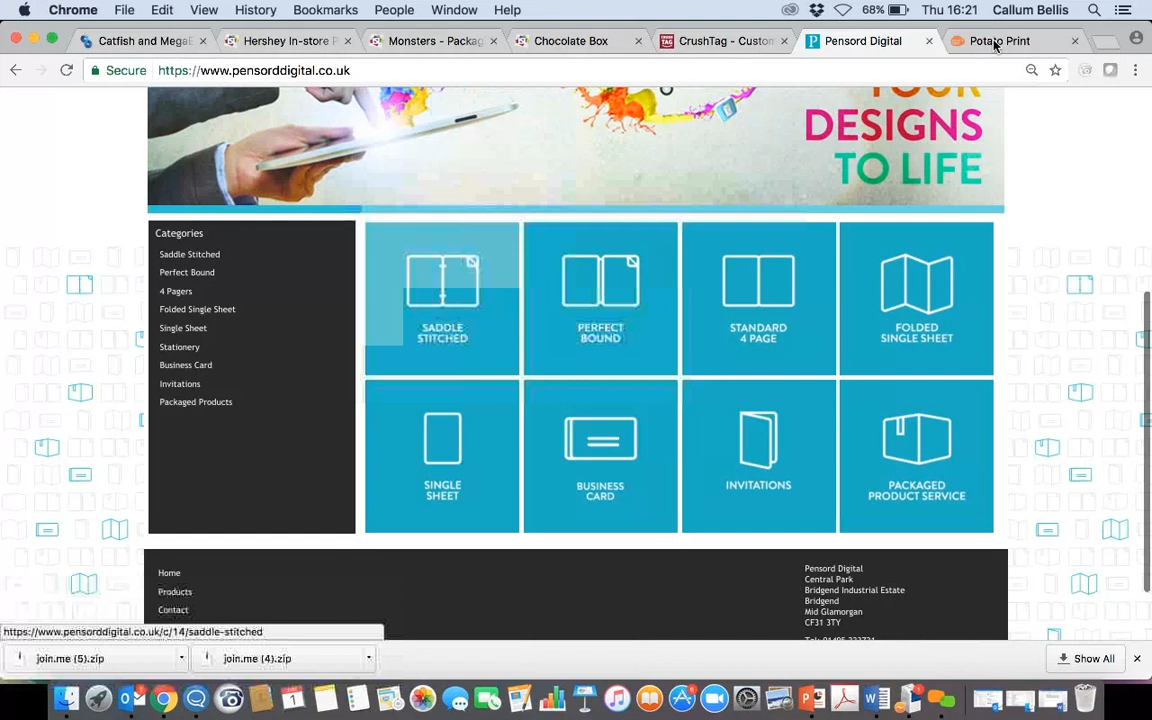 Chrome File Edit View History Bookmarks People Window Help 68% Thu 16:21 Callum Bellis
Catfish and MegaE Hershey In-store P Monsters - Packag Chocolate Box CrushTag - Custom Pensord Digital Potato Print
Secure https://www.pensorddigital.co.uk
YOUR
DESIGNS
TO LIFE
Categories
Saddle Stitched
Perfect Bound
4 Pagers
Folded Single Sheet
Single Sheet
Stationery
Business Card
Invitations
Packaged Products
SADDLE
STITCHED
PERFECT
BOUND
STANDARD
4 PAGE
FOLDED
SINGLE SHEET
SINGLE
SHEET
BUSINESS
CARD
INVITATIONS
PACKAGED
PRODUCT SERVICE
Home
Products
Contact
Pensord Digital
Central Park
Bridgend Industrial Estate
Bridgend
Mid Glamorgan
CF31 3TY
https://www.pensorddigital.co.uk/c/14/saddle-stitched
join.me (5).zip join.me (4).zip Show All